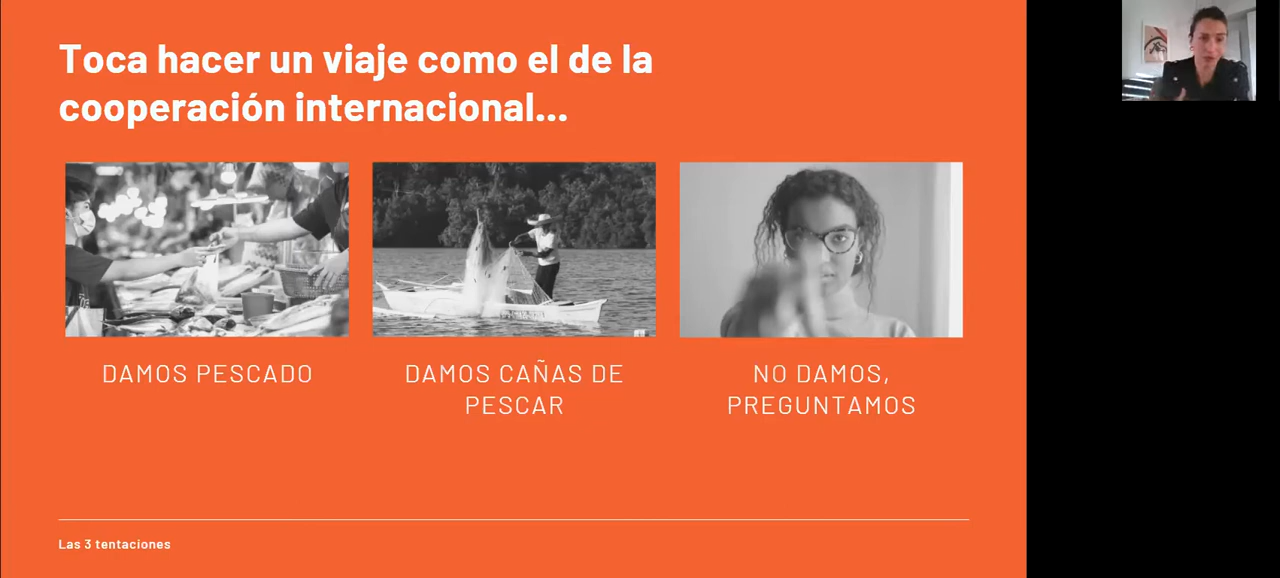 Toca hacer un viaje como el de la
cooperación internacional...
DAMOS PESCADO
DAMOS CAÑAS DE
PESCAR
NO DAMOS,
PREGUNTAMOS
Las 3 tentaciones